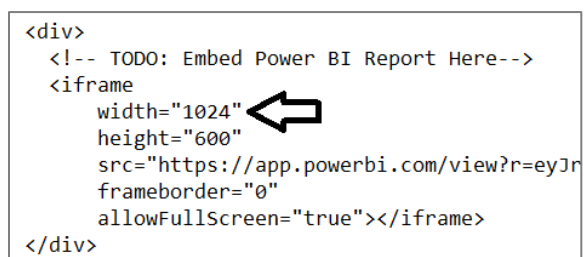 <div>
<!-- TODO: Embed Power BI Report Here-->
<iframe
width="1024"
height="600"
src="https://app.powerbi.com/view?r=eyJr
frameborder="0"
allowFullScreen="true"></iframe>
</div>